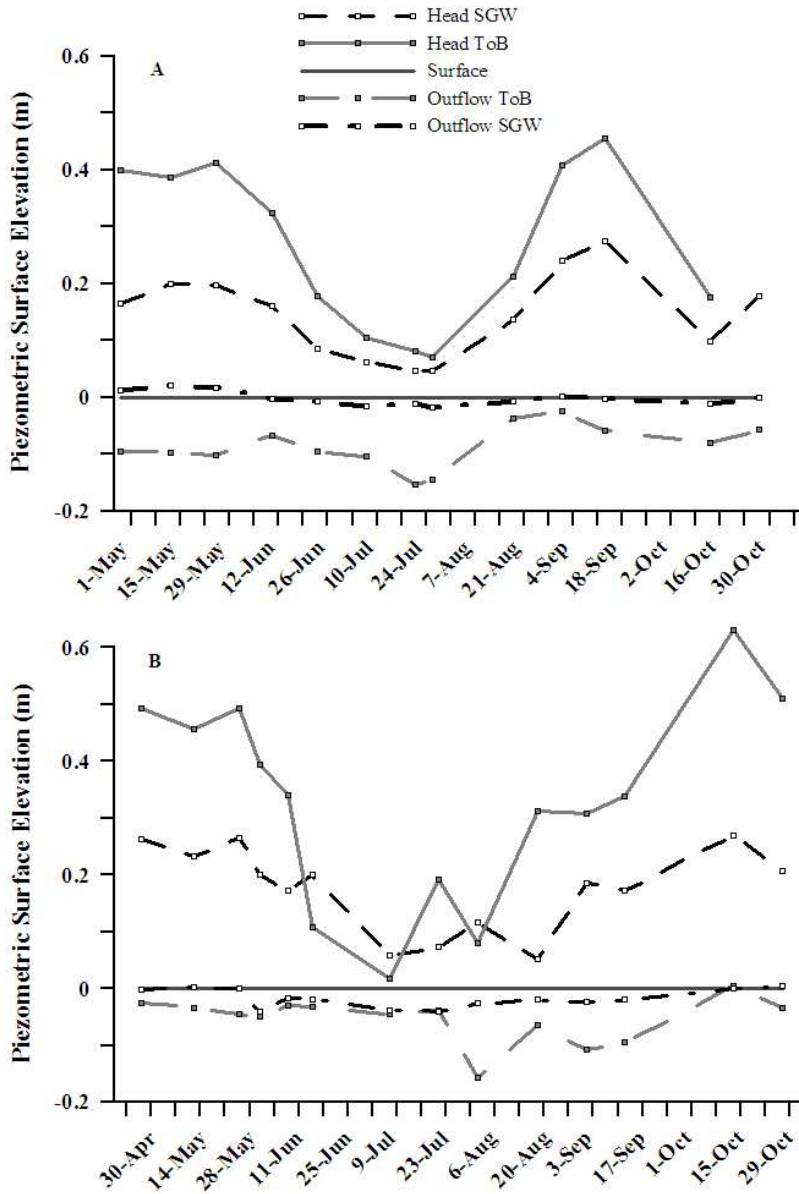 Head SGW
Head ToB
Surface
Outflow ToB
Outflow SGW
A
Piezometric Surface Elevation (m)
0.6
0.4
0.2
0
-0.2
1-May
15-May
29-May
12-Jun
26-Jun
10-Jul
24-Jul
7-Aug
21-Aug
4-Sep
18-Sep
2-Oct
16-Oct
30-Oct
B
Piezometric Surface Elevation (m)
0.6
0.4
0.2
0
-0.2
30-Apr
14-May
28-May
11-Jun
25-Jun
9-Jul
23-Jul
6-Aug
20-Aug
3-Sep
17-Sep
1-Oct
15-Oct
29-Oct